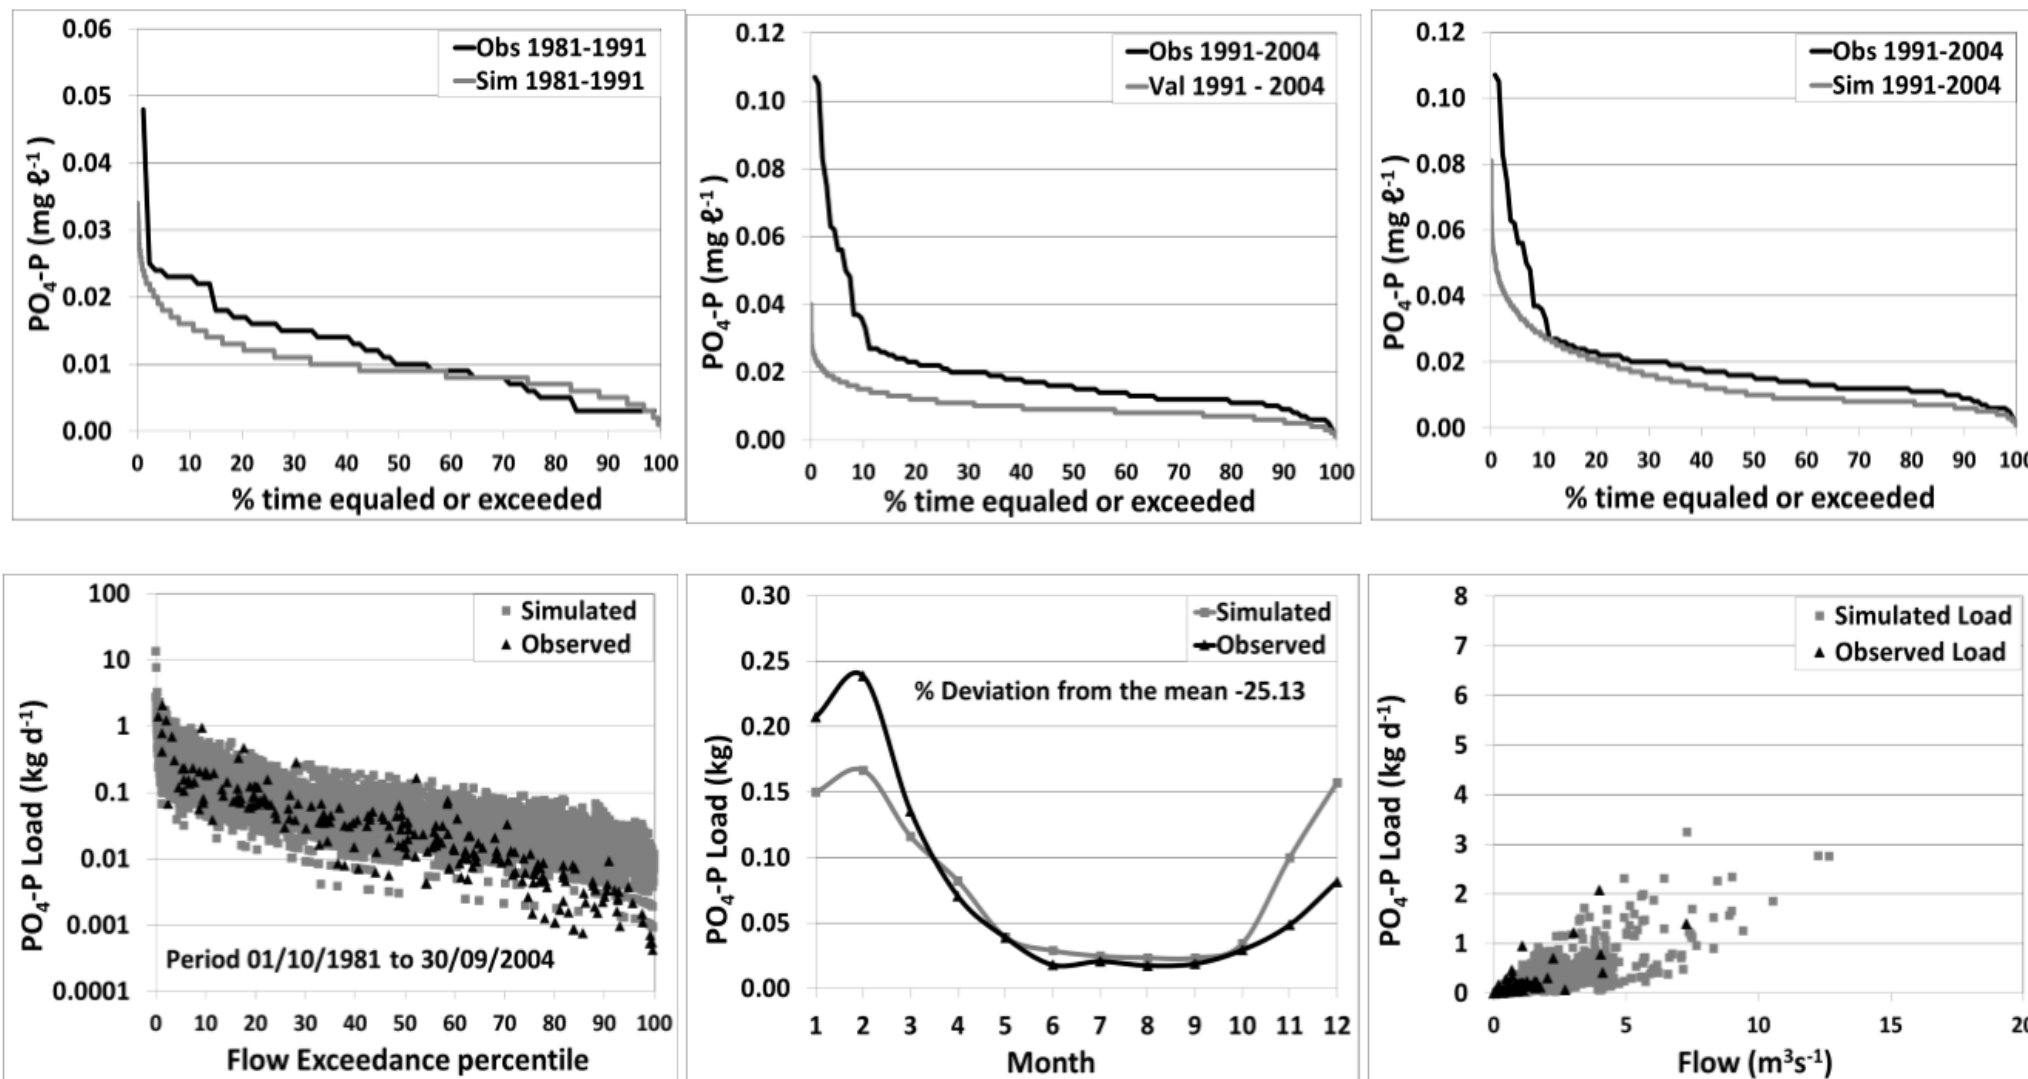 0.06
0.05
0.04
0.03
0.02
0.01
0.00
PO4-P (mg ℓ-1 )
Obs 1981-1991
Sim 1981-1991
0 10 20 30 40 50 60 70 80 90 100
% time equaled or exceeded
0.12
0.10
0.08
0.06
0.04
0.02
0.00
PO4-P (mg ℓ-1 )
Obs 1991-2004
Val 1991 - 2004
0 10 20 30 40 50 60 70 80 90 100
% time equaled or exceeded
0.12
0.10
0.08
0.06
0.04
0.02
0.00
PO4-P (mg ℓ-1 )
Obs 1991-2004
Sim 1991-2004
0 10 20 30 40 50 60 70 80 90 100
% time equaled or exceeded
100
10
1
0.1
0.01
0.001
0.0001
PO4-P Load (kg d-1)
Simulated
Observed
Period 01/10/1981 to 30/09/2004
0 10 20 30 40 50 60 70 80 90 100
Flow Exceedance percentile
0.30
0.25
0.20
0.15
0.10
0.05
0.00
PO4-P Load (kg)
Simulated
Observed
% Deviation from the mean -25.13
1 2 3 4 5 6 7 8 9 10 11 12
Month
8
7
6
5
4
3
2
1
0
PO4-P Load (kg d-1)
Simulated Load
Observed Load
0 5 10 15 20
Flow (m3s-1)